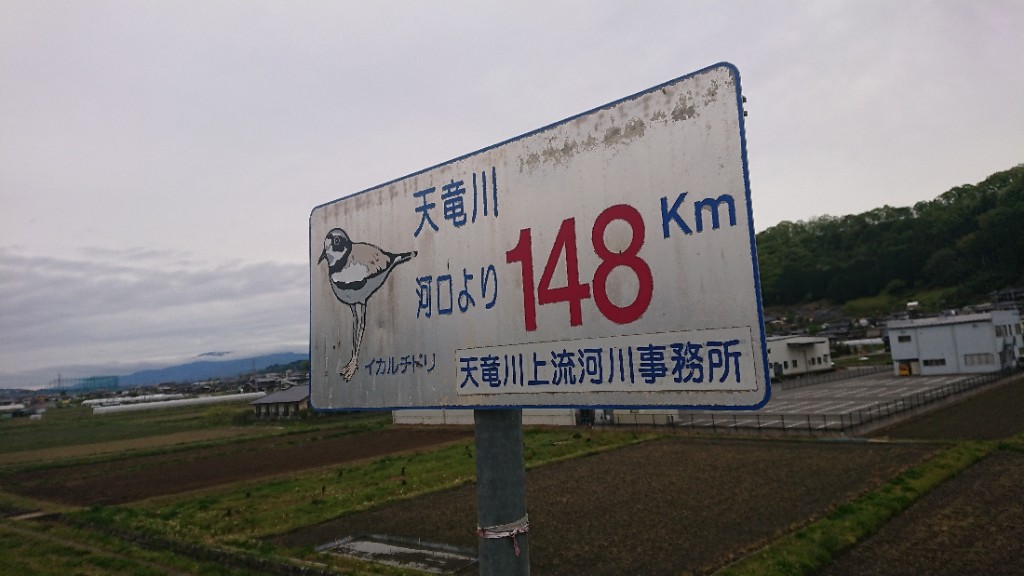 天竜川
河口より 148 Km
イカルチドリ
天竜川上流河川事務所